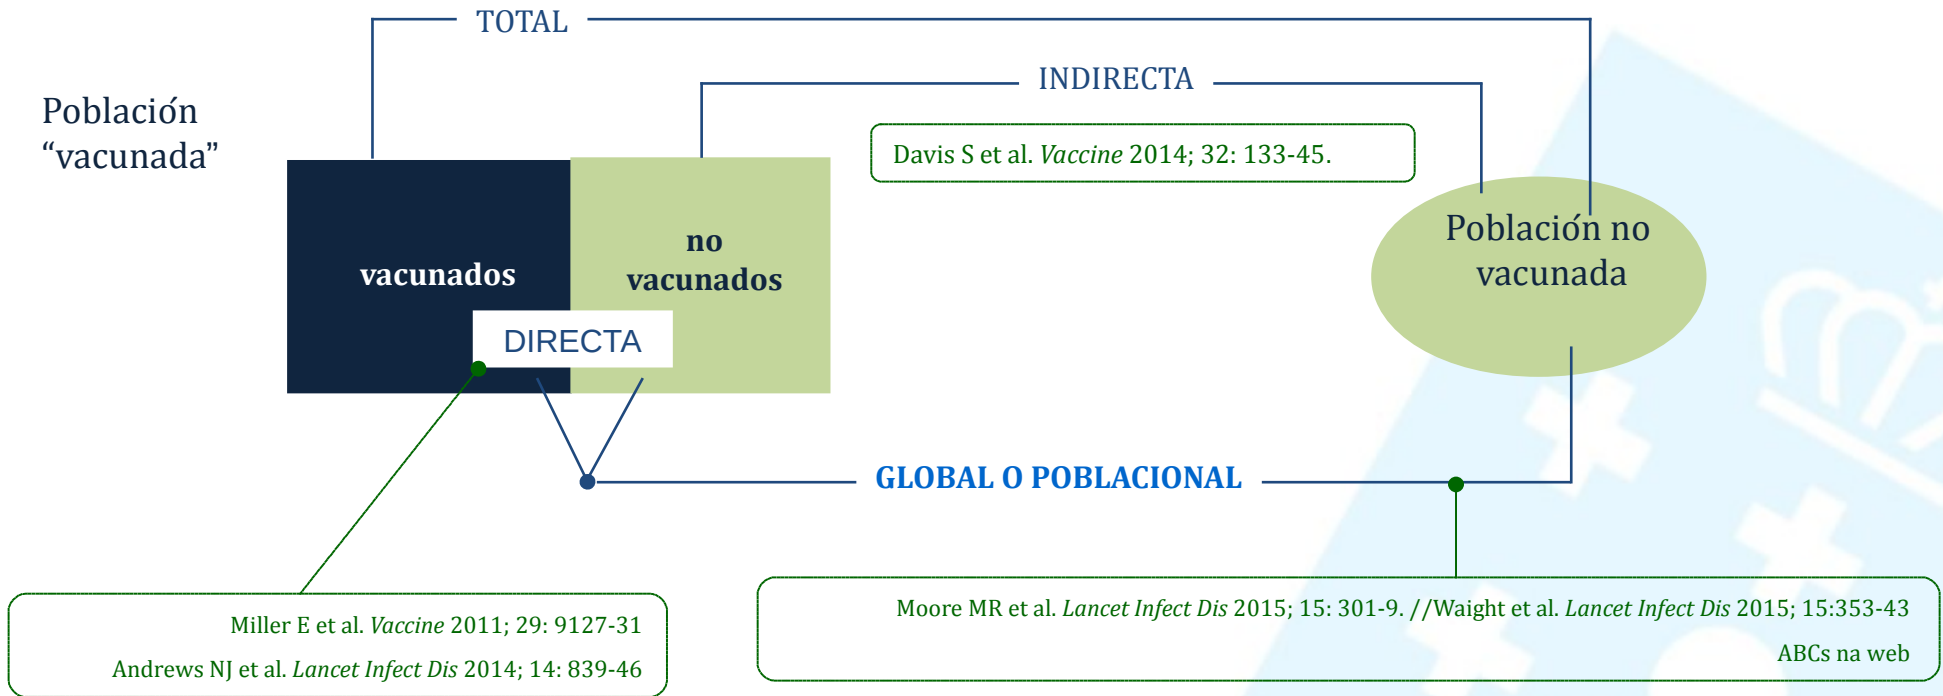 TOTAL
INDIRECTA
Población
“vacunada”
Davis S et al. Vaccine 2014; 32: 133-45.
vacunados
no
vacunados
Población no
vacunada
DIRECTA
GLOBAL O POBLACIONAL
Miller E et al. Vaccine 2011; 29: 9127-31
Andrews NJ et al. Lancet Infect Dis 2014; 14: 839-46
Moore MR et al. Lancet Infect Dis 2015; 15: 301-9. //Waight et al. Lancet Infect Dis 2015; 15:353-43
ABCs na web